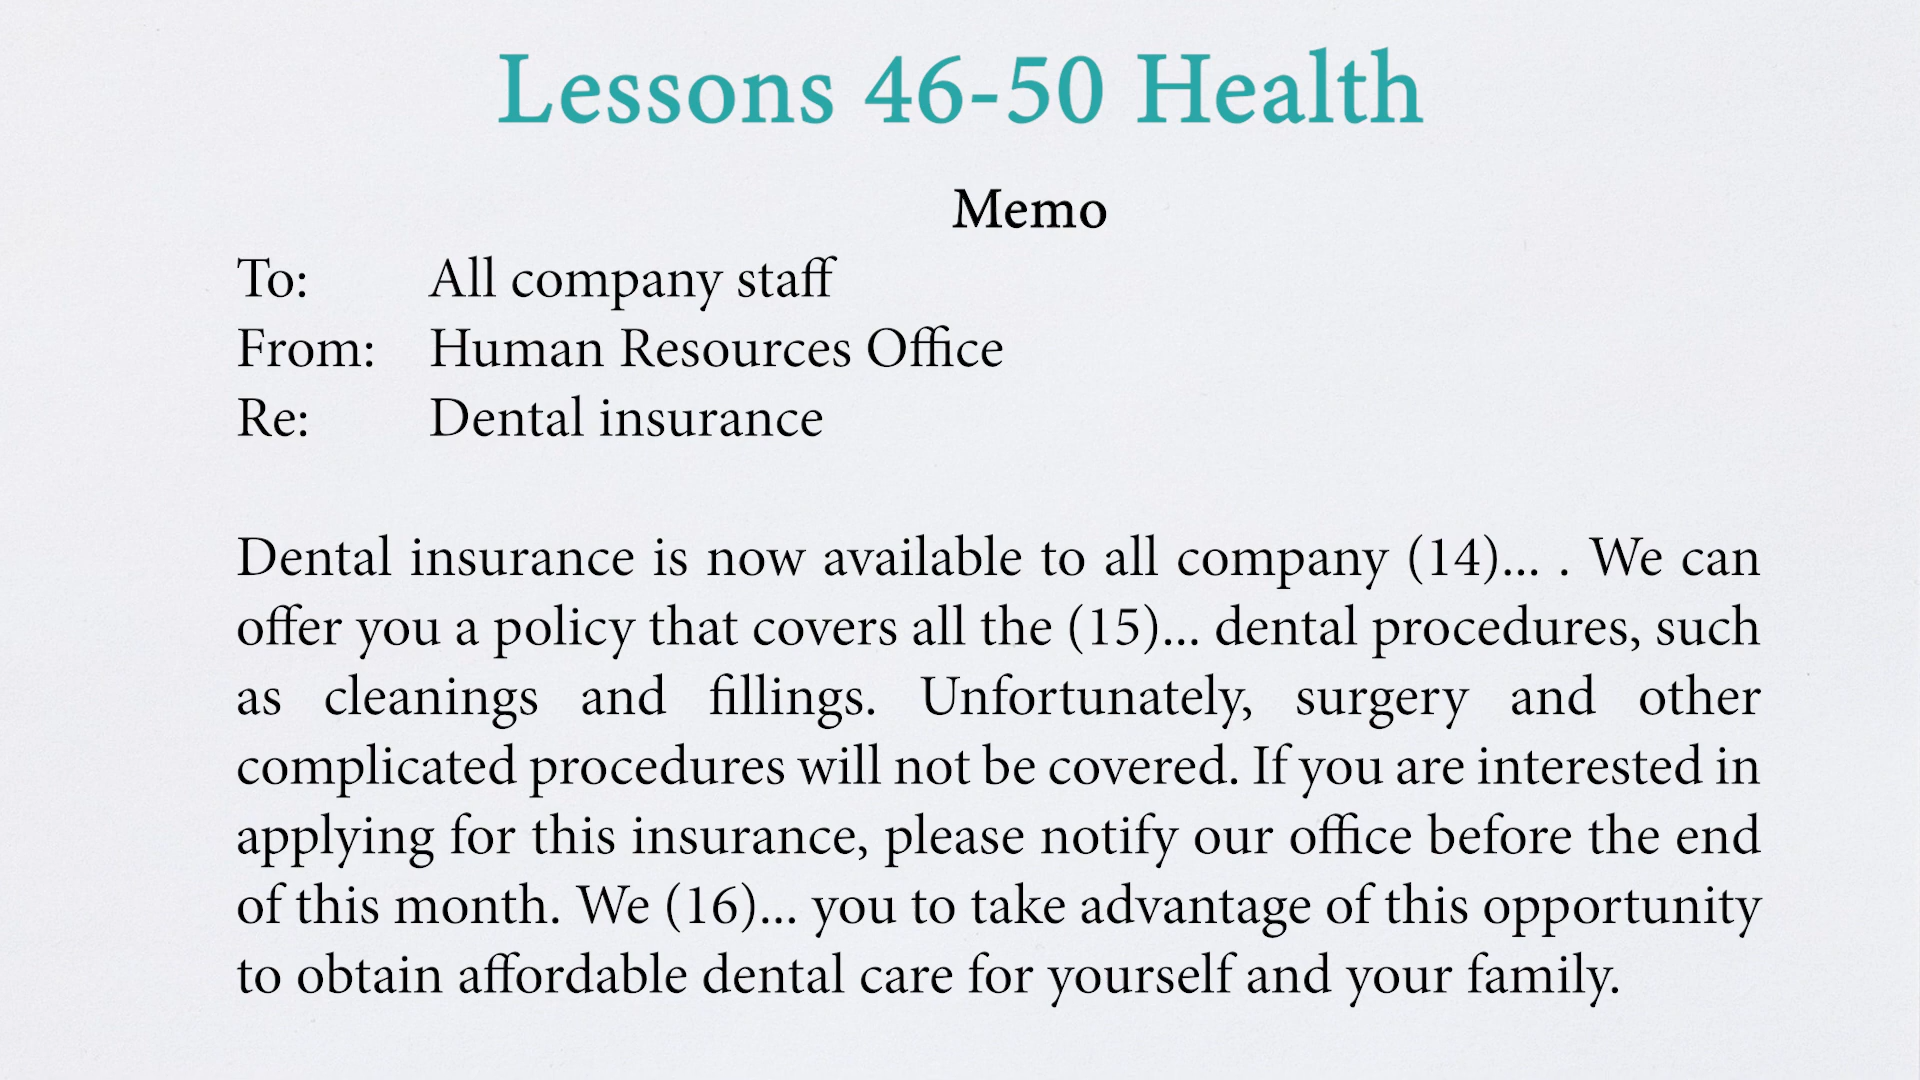 Lessons 46-50 Health
Memo
To: All company staff
From: Human Resources Office
Re: Dental insurance
Dental insurance is now available to all company (14)... . We can
offer you a policy that covers all the (15)... dental procedures, such
as cleanings and fillings. Unfortunately, surgery and other
complicated procedures will not be covered. If you are interested in
applying for this insurance, please notify our office before the end
of this month. We (16)... you to take advantage of this opportunity
to obtain affordable dental care for yourself and your family.